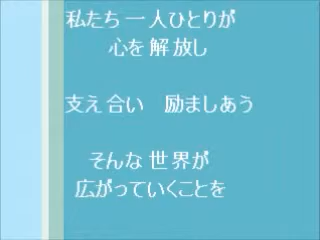 私たち一人ひとりが
心を解放し
支え合い　励ましあう
そんな世界が
広がっていくことを